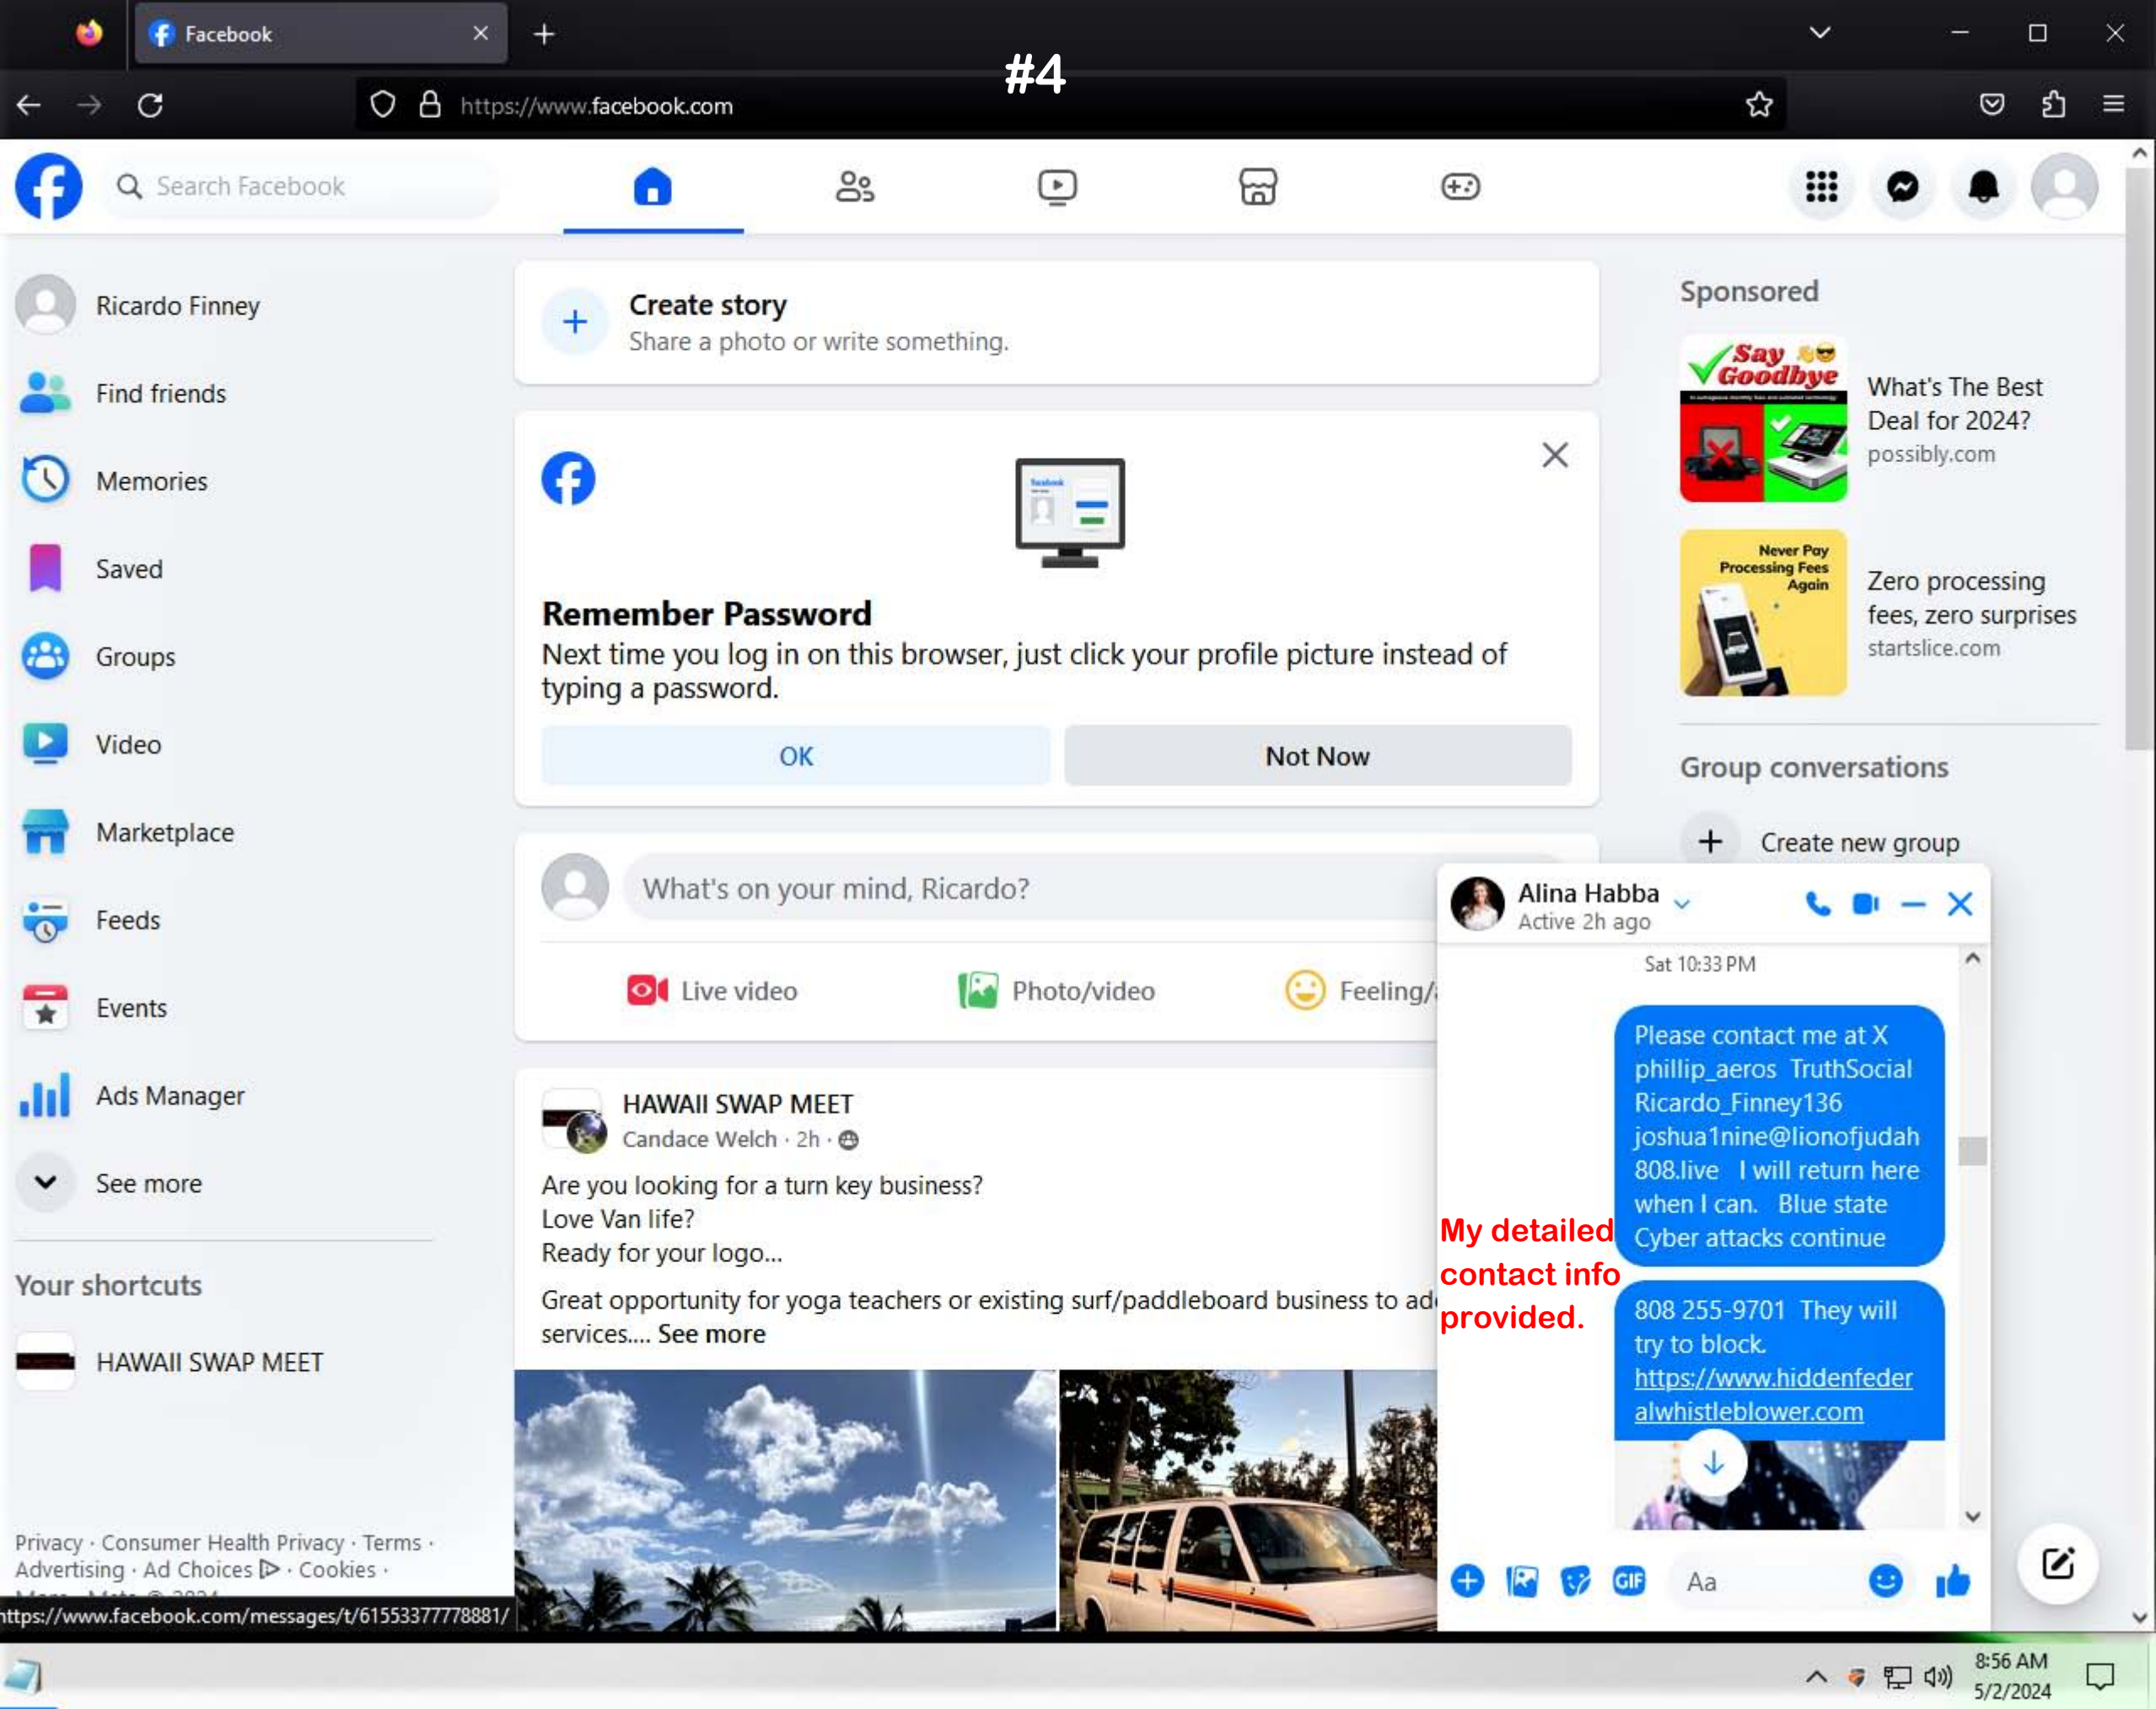 Facebook
#4
https://www.facebook.com
Search Facebook
Ricardo Finney
Find friends
Memories
Saved
Groups
Video
Marketplace
Feeds
Events
Ads Manager
See more
Your shortcuts
HAWAII SWAP MEET
Privacy · Consumer Health Privacy · Terms ·
Advertising · Ad Choices · Cookies ·
https://www.facebook.com/messages/t/61553377778881/
Create story
Share a photo or write something.
Remember Password
Next time you log in on this browser, just click your profile picture instead of
typing a password.
OK
Not Now
What's on your mind, Ricardo?
Live video
Photo/video
Feeling/
HAWAII SWAP MEET
Candace Welch · 2h ·
Are you looking for a turn key business?
Love Van life?
Ready for your logo...
Great opportunity for yoga teachers or existing surf/paddleboard business to
services.... See more
Sponsored
Say
Goodbye
What's The Best
Deal for 2024?
possibly.com
Never Pay
Processing Fees
Again
Zero processing
fees, zero surprises
startslice.com
Group conversations
Create new group
Alina Habba
Active 2h ago
Sat 10:33 PM
Please contact me at X
phillip_aeros TruthSocial
Ricardo_Finney136
joshua1nine@lionofjudah
808.live I will return here
when I can. Blue state
Cyber attacks continue
My detailed
contact info
provided.
808 255-9701 They will
try to block.
https://www.hiddenfeder
alwhistleblower.com
GIF
Aa
8:56 AM
5/2/2024